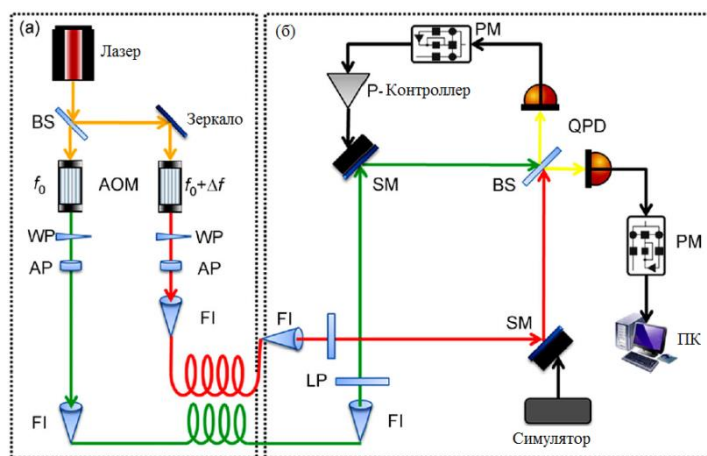 (а)
Лазер
BS
Зеркало
f₀
AOM
f₀+Δf
WP
WP
AP
AP
FI
FI
(б)
PM
P- Контроллер
QPD
SM
BS
PM
FI
SM
ПК
LP
FI
Симулятор